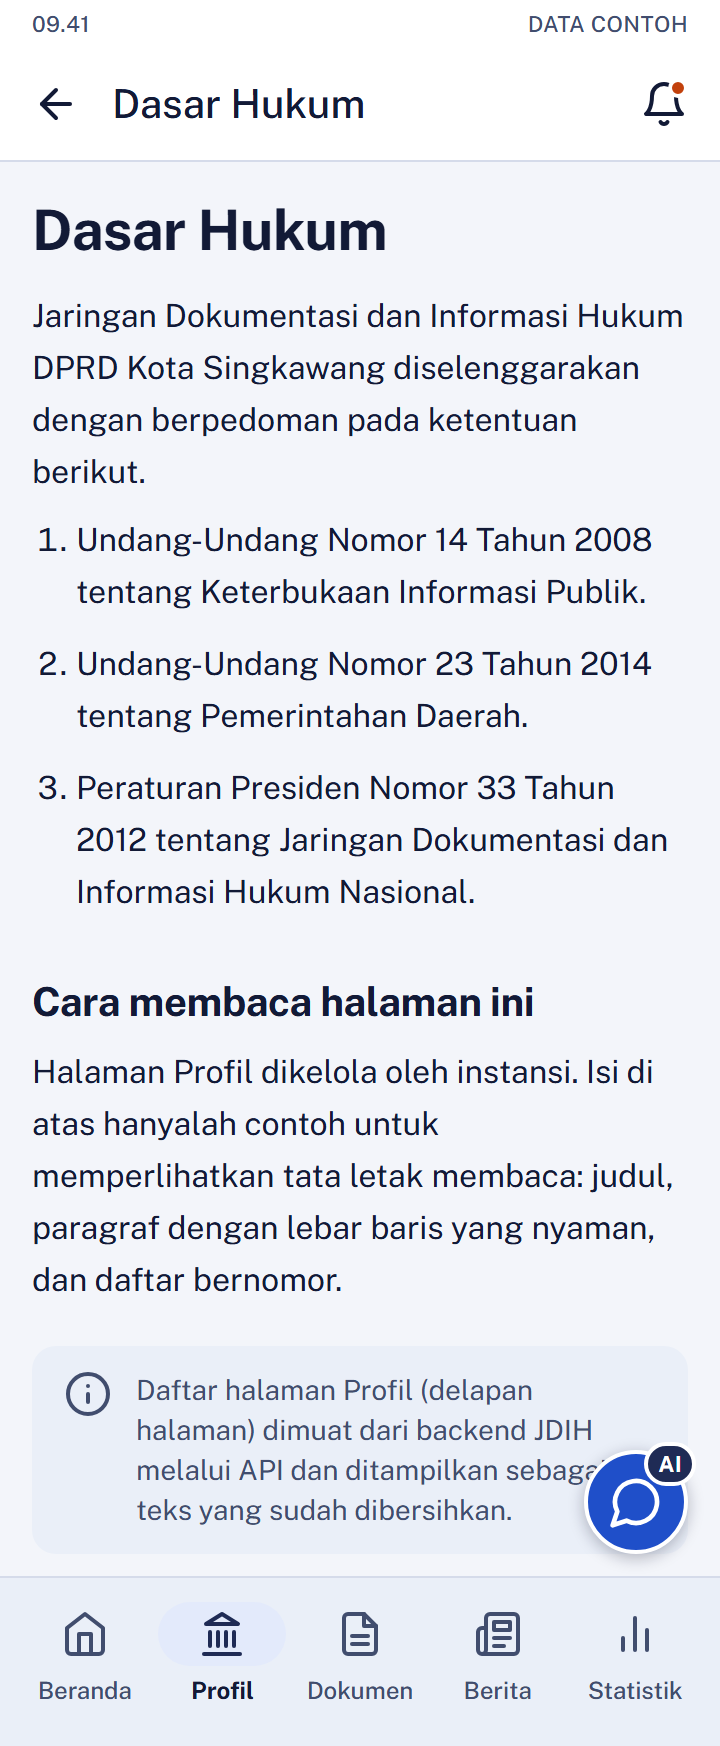 09.41
DATA CONTOH
Dasar Hukum
Dasar Hukum
Jaringan Dokumentasi dan Informasi Hukum
DPRD Kota Singkawang diselenggarakan
dengan berpedoman pada ketentuan
berikut.
1. Undang-Undang Nomor 14 Tahun 2008
tentang Keterbukaan Informasi Publik.
2. Undang-Undang Nomor 23 Tahun 2014
tentang Pemerintahan Daerah.
3. Peraturan Presiden Nomor 33 Tahun
2012 tentang Jaringan Dokumentasi dan
Informasi Hukum Nasional.
Cara membaca halaman ini
Halaman Profil dikelola oleh instansi. Isi di
atas hanyalah contoh untuk
memperlihatkan tata letak membaca: judul,
paragraf dengan lebar baris yang nyaman,
dan daftar bernomor.
Daftar halaman Profil (delapan
halaman) dimuat dari backend JDIH
melalui API dan ditampilkan sebagai
teks yang sudah dibersihkan.
AI
Beranda
Profil
Dokumen
Berita
Statistik